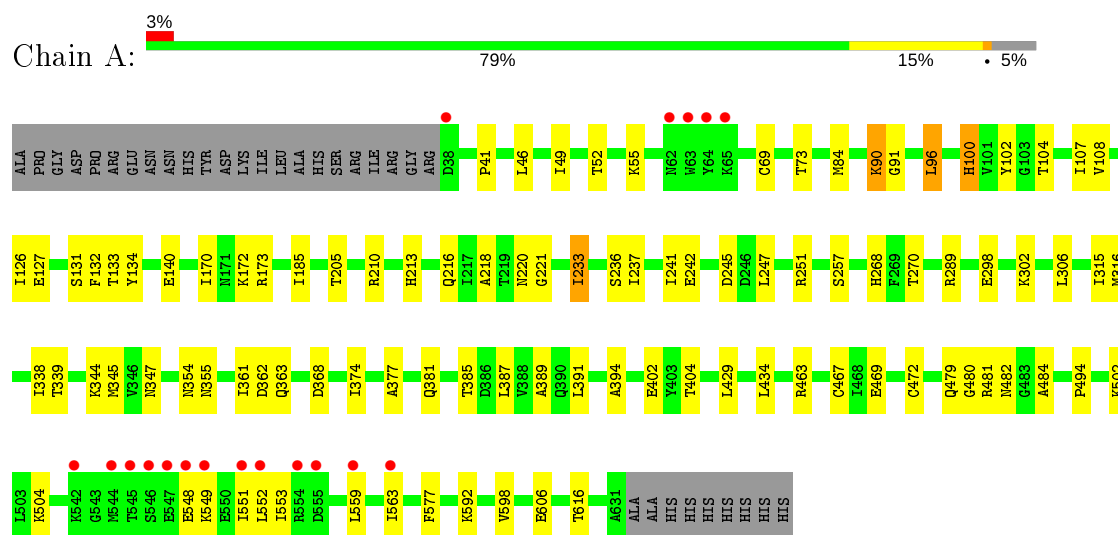 3%
Chain A:
79% 15% • 5%
ALA PRO GLY ASP PRO ARG GLU ASN ASN HIS TYR ASP LYS ILE LEU ALA HIS SER ARG ILE ARG GLY ARG D38 P41 L46 I49 T52 K55 N62 W63 Y64 K65 C69 T73 M84 K90 G91 L96 H100 V101 Y102 G103 T104 I107 V108
I126 E127 S131 F132 T133 Y134 E140 I170 N171 K172 R173 I185 T205 R210 H213 Q216 I217 A218 T219 N220 G221 I233 S236 I237 I241 E242 D245 D246 L247 R251 S257 H268 F269 T270 R289 E298 K302 L306 I315 M316
I338 T339 K344 M345 V346 N347 N354 N355 I361 D362 Q363 D368 I374 A377 Q381 T385 D386 L387 V388 A389 Q390 L391 A394 E402 Y403 T404 L429 L434 R463 C467 I468 E469 C472 Q479 G480 R481 N482 G483 A484 P494 K502
L503 K504 K542 G543 M544 T545 S546 E547 E548 K549 E550 I551 L552 I553 R554 D555 L559 I563 F577 K592 V598 E606 T616 A631 ALA ALA HIS HIS HIS HIS HIS HIS HIS